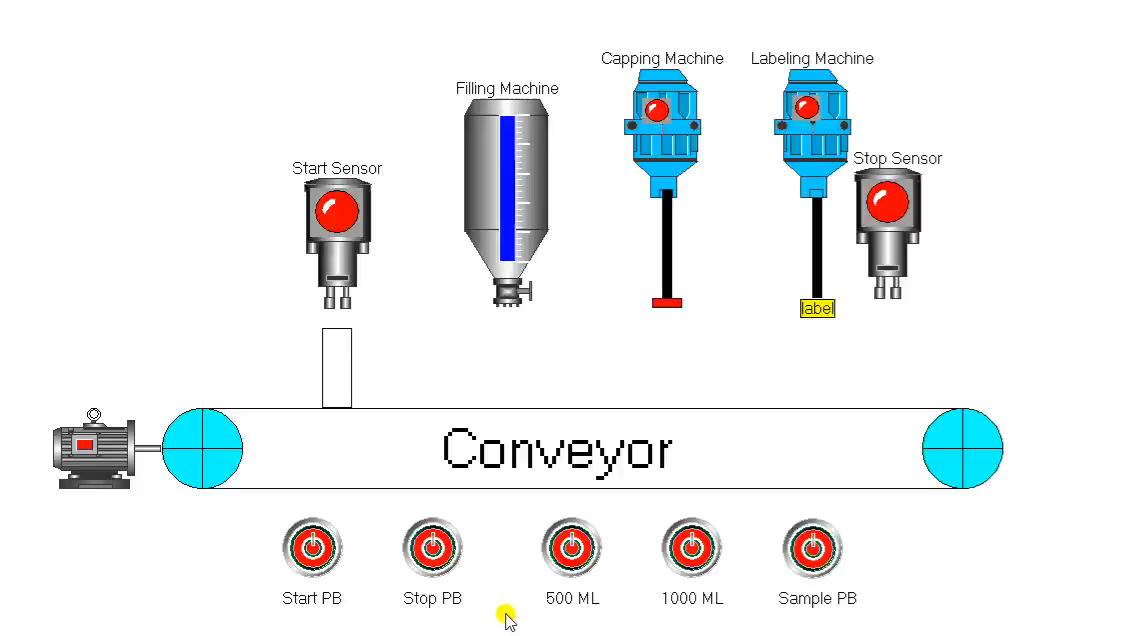 Capping Machine
Labeling Machine
Filling Machine
Start Sensor
Stop Sensor
label
Conveyor
Start PB
Stop PB
500 ML
1000 ML
Sample PB